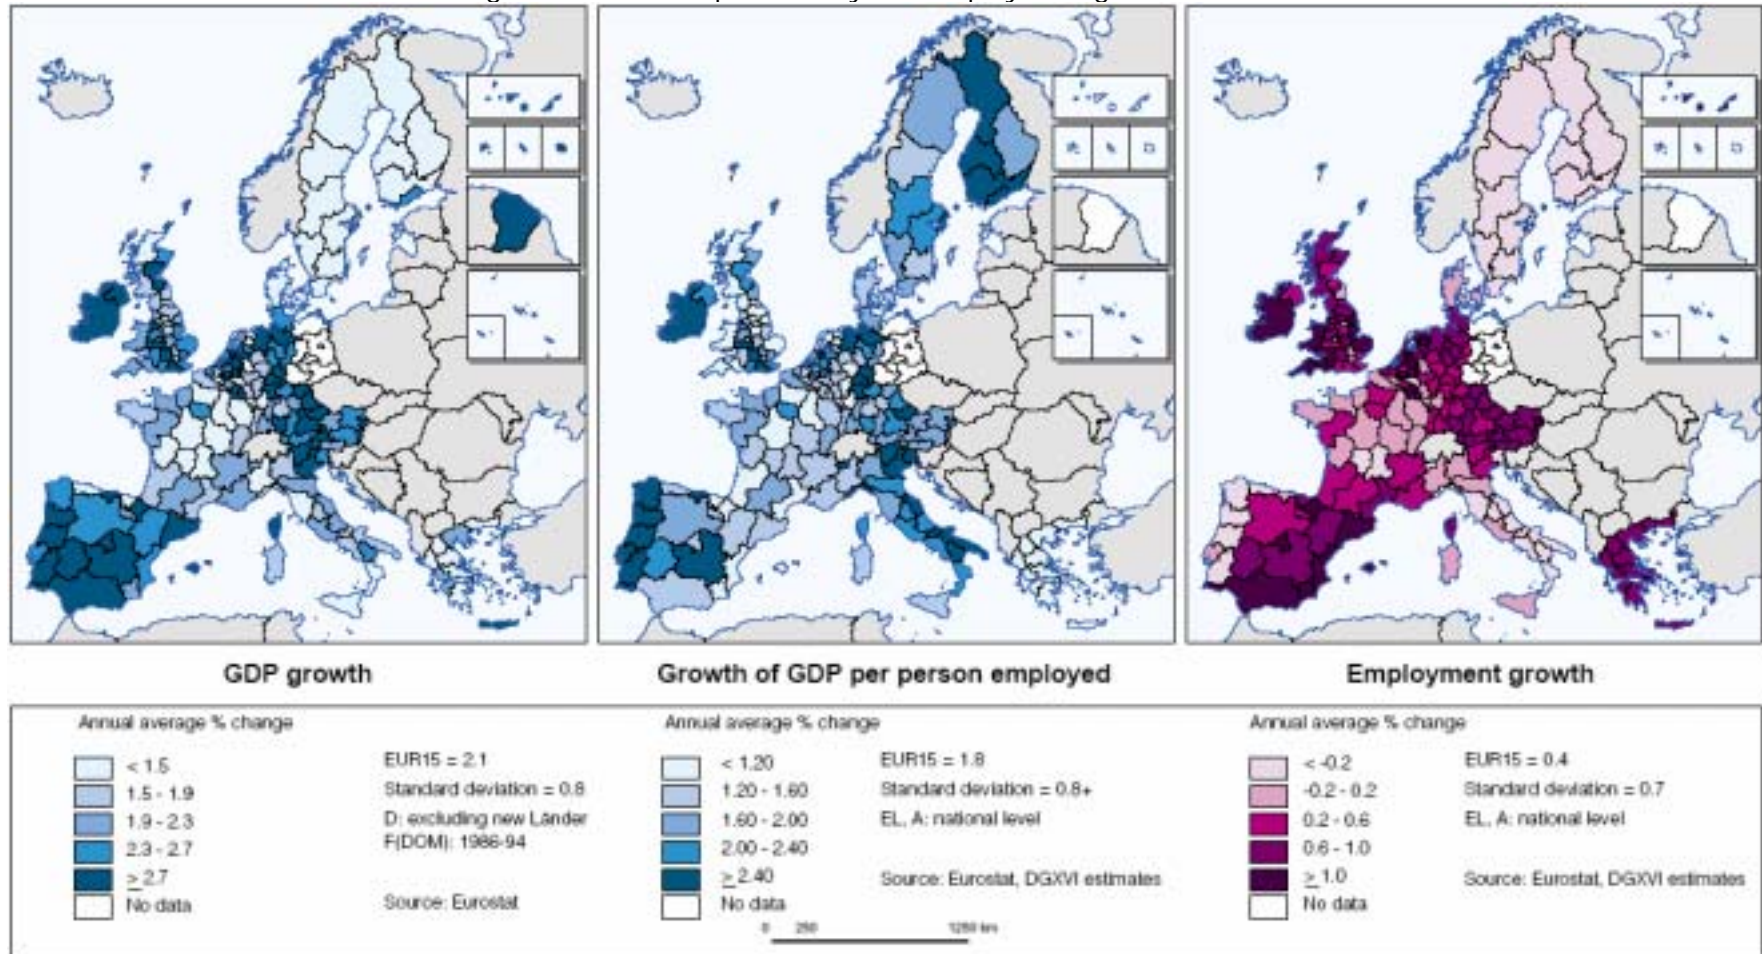 GDP growth
Growth of GDP per person employed
Employment growth
Annual average % change
< 1.5
1.5 - 1.9
1.9 - 2.3
2.3 - 2.7
≥ 2.7
No data
EUR15 = 2.1
Standard deviation = 0.8
D: excluding new Länder
F(DOM): 1986-94
Source: Eurostat
Annual average % change
< 1.20
1.20 - 1.60
1.60 - 2.00
2.00 - 2.40
≥ 2.40
No data
EUR15 = 1.8
Standard deviation = 0.8+
EL, A: national level
Source: Eurostat, DGXVI estimates
0 250 1250 km
Annual average % change
< -0.2
-0.2 - 0.2
0.2 - 0.6
0.6 - 1.0
≥ 1.0
No data
EUR15 = 0.4
Standard deviation = 0.7
EL, A: national level
Source: Eurostat, DGXVI estimates